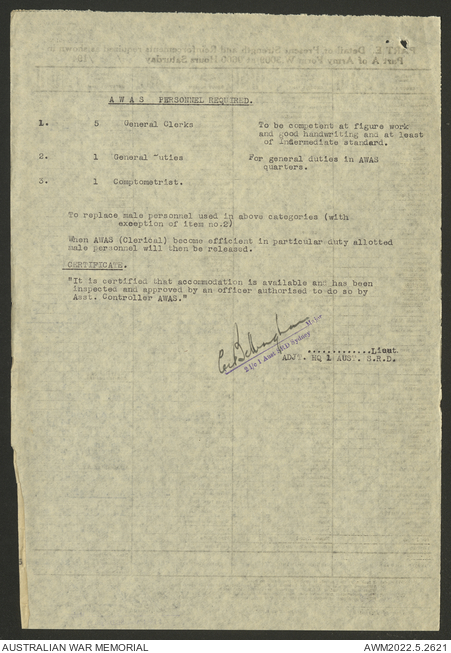 A W A S   PERSONNEL REQUIRED.
1.   5   General Clerks   To be competent at figure work
and good handwriting and at least
of Intermediate standard.
2.   1   General Duties   For general duties in AWAS
quarters.
3.   1   Comptometrist.
To replace male personnel used in above categories (with
exception of item no.2)
When AWAS (Clerical) become efficient in particular duty allotted
male personnel will then be released.
CERTIFICATE.
"It is certified that accommodation is available and has been
inspected and approved by an officer authorised to do so by
Asst. Controller AWAS."
Major
1 Aust. Sydney
.............Lieut
ADJT. HQ 1 AUST. S.R.D.
AUSTRALIAN WAR MEMORIAL   AWM2022.5.2621